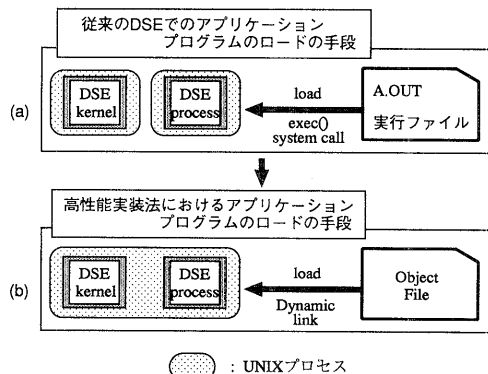 従来のDSEでのアプリケーション
プログラムのロードの手段
(a)
DSE
kernel
DSE
process
load
exec()
system call
A.OUT
実行ファイル
高性能実装法におけるアプリケーション
プログラムのロードの手段
(b)
DSE
kernel
DSE
process
load
Dynamic
link
Object
File
: UNIXプロセス